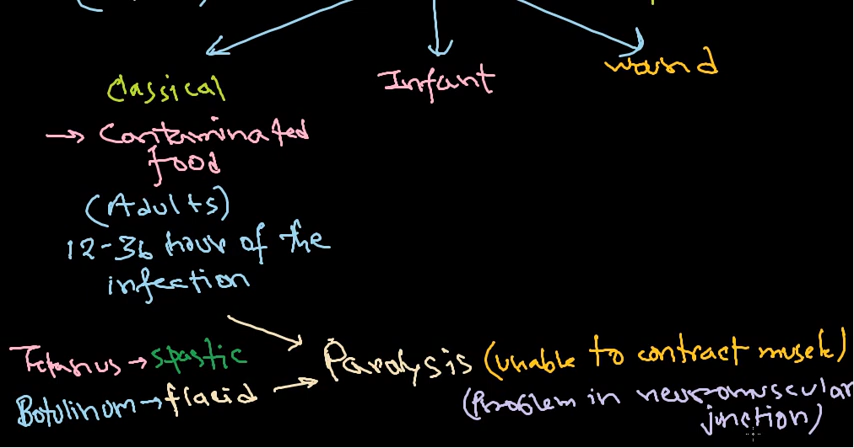 Classical
Infant
wound
→ Contaminated
food
(Adults)
12-36 hour of the
infection
Tetanus → spastic
Botulinum → flacid
Paralysis (unable to contract muscle)
(Problem in neuromuscular
junction)